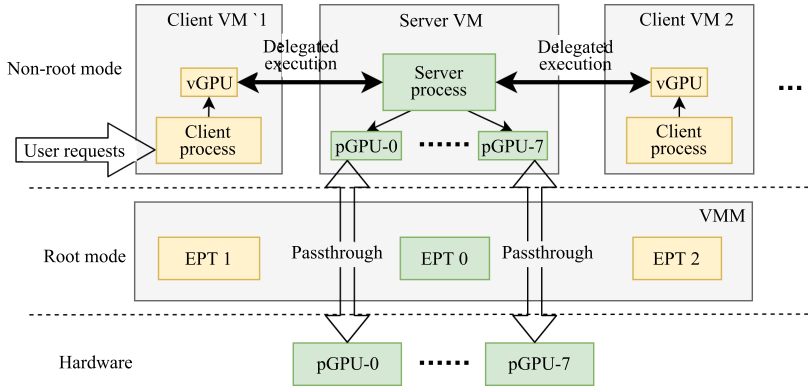 Client VM `1
Server VM
Client VM 2
Non-root mode
vGPU
Delegated
execution
Server
process
Delegated
execution
vGPU
...
User requests
Client
process
pGPU-0
......
pGPU-7
Client
process
VMM
Root mode
EPT 1
Passthrough
EPT 0
Passthrough
EPT 2
Hardware
pGPU-0
......
pGPU-7